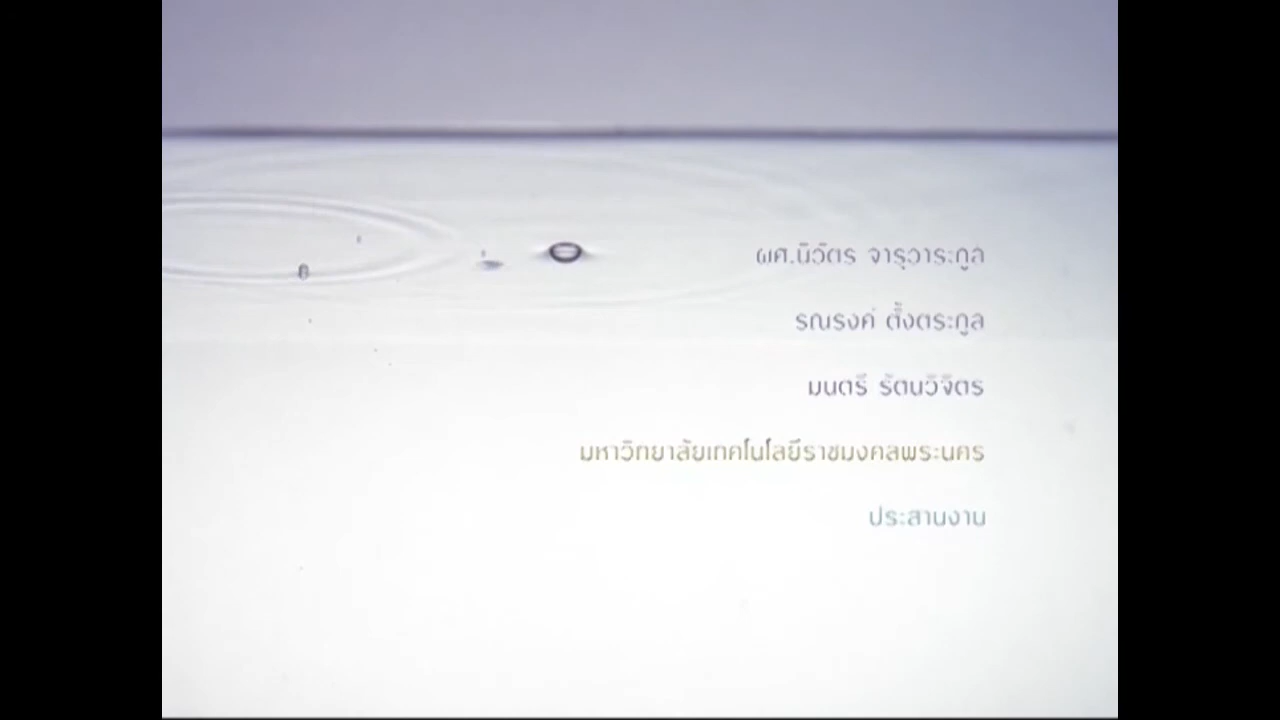 ผศ.นิวัตร จารุวาระกูล
รณรงค์ ตั้งตระกูล
มนตรี รัตนวิจิตร
มหาวิทยาลัยเทคโนโลยีราชมงคลพระนคร
ประสานงาน